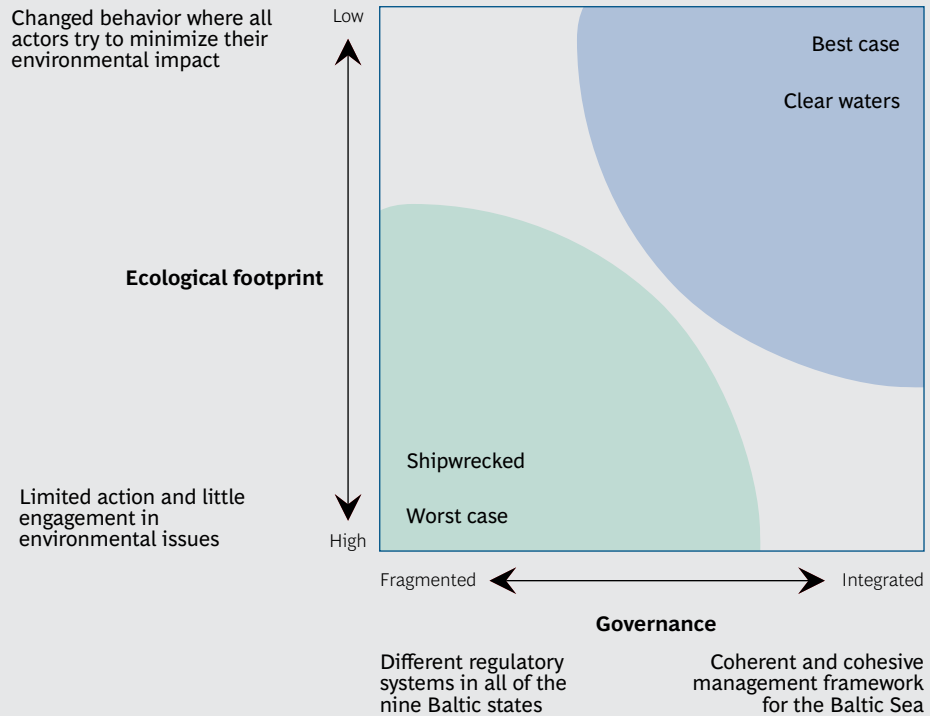 Changed behavior where all
actors try to minimize their
environmental impact
Low
Best case
Clear waters
Ecological footprint
Shipwrecked
Worst case
Limited action and little
engagement in
environmental issues
High
Fragmented
Integrated
Governance
Different regulatory
systems in all of the
nine Baltic states
Coherent and cohesive
management framework
for the Baltic Sea